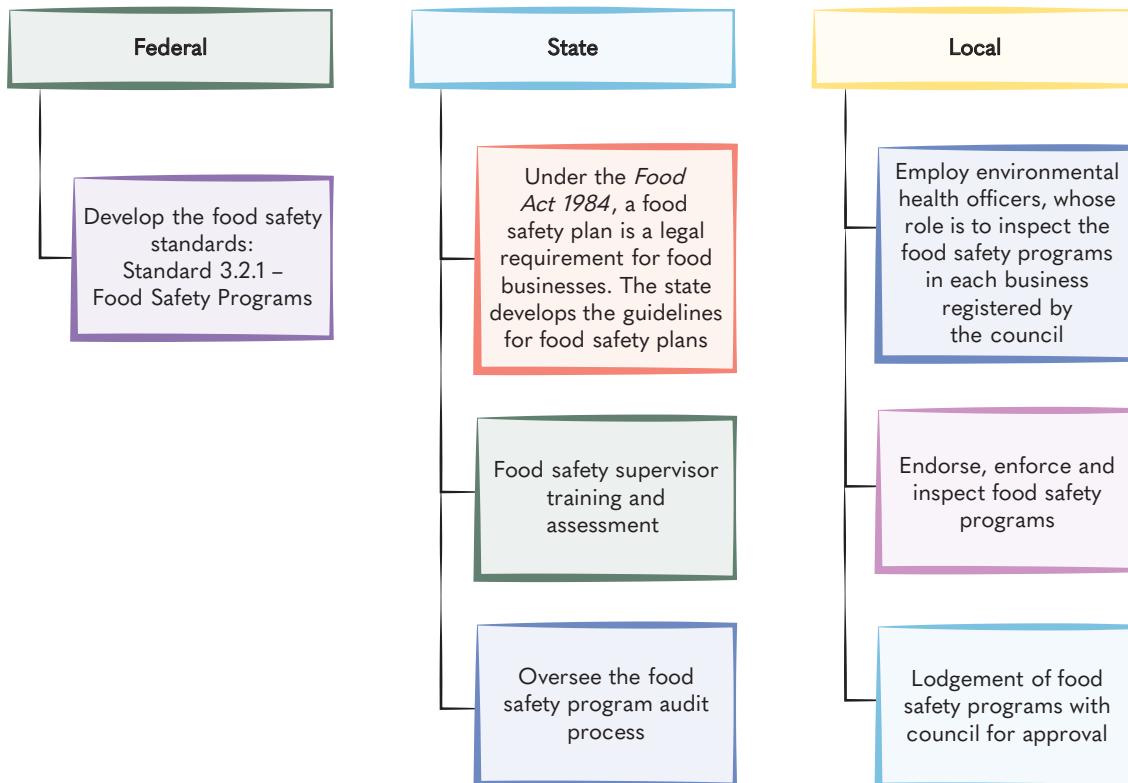 Federal
Develop the food safety
standards:
Standard 3.2.1 –
Food Safety Programs
State
Under the Food
Act 1984, a food
safety plan is a legal
requirement for food
businesses. The state
develops the guidelines
for food safety plans
Food safety supervisor
training and
assessment
Oversee the food
safety program audit
process
Local
Employ environmental
health officers, whose
role is to inspect the
food safety programs
in each business
registered by
the council
Endorse, enforce and
inspect food safety
programs
Lodgement of food
safety programs with
council for approval